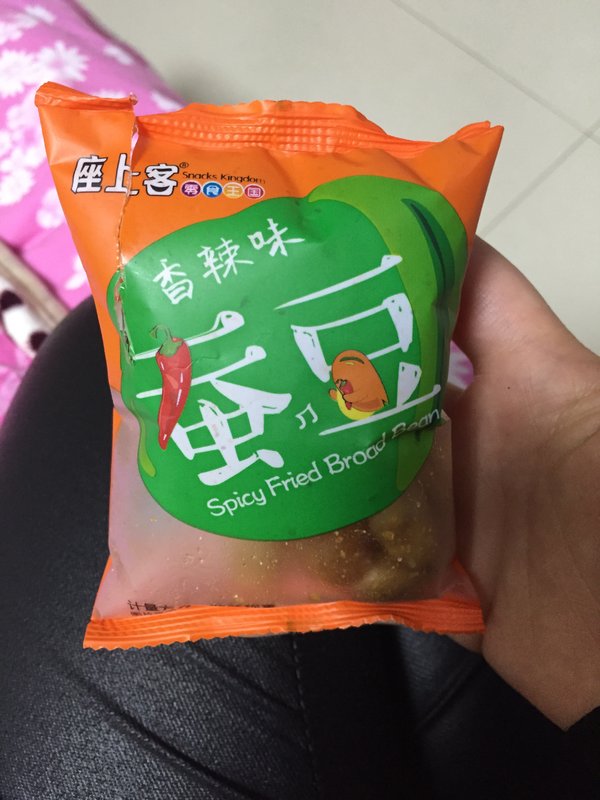 座上客®
Snacks Kingdom
零食王国
香辣味
蚕豆
Spicy Fried Broad Bean